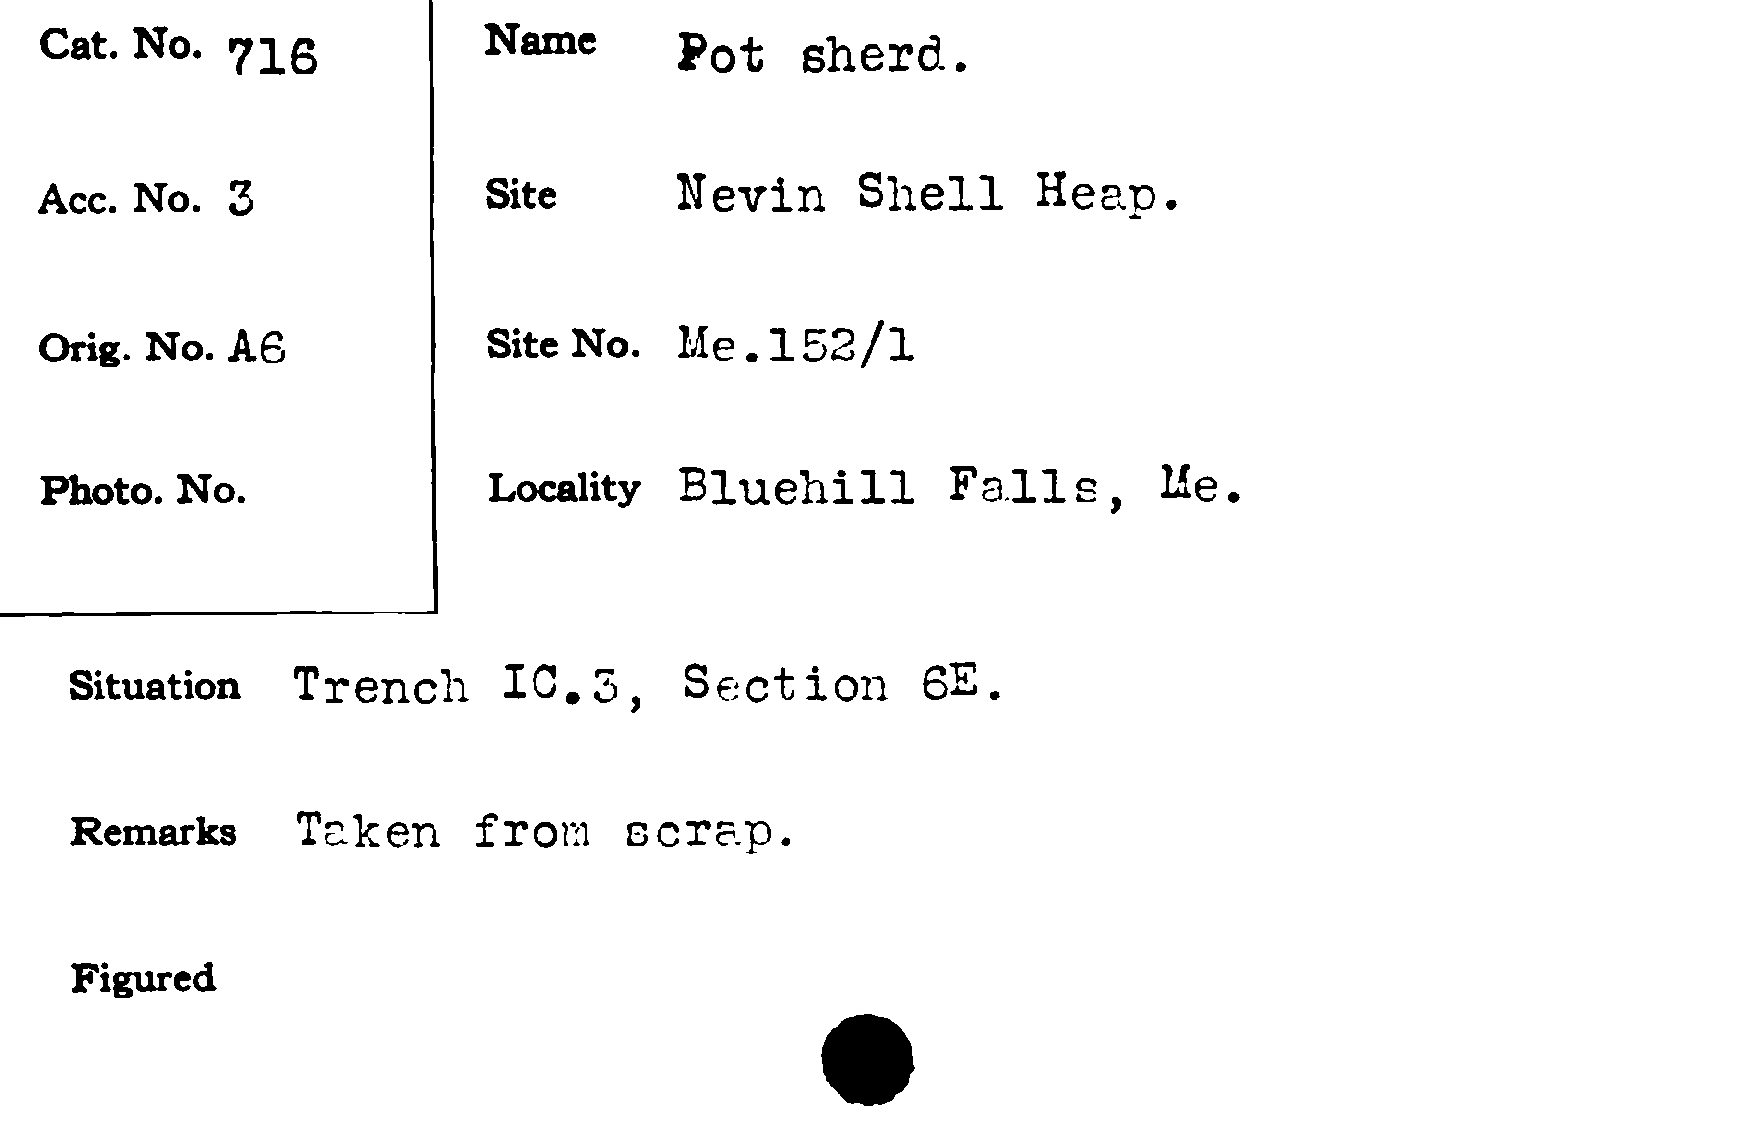 Cat. No. 716
Acc. No. 3
Orig. No. A6
Photo. No.
Name Pot sherd.
Site Nevin Shell Heap.
Site No. Me.152/1
Locality Bluehill Falls, Me.
Situation Trench IC.3, Section 6E.
Remarks Taken from scrap.
Figured